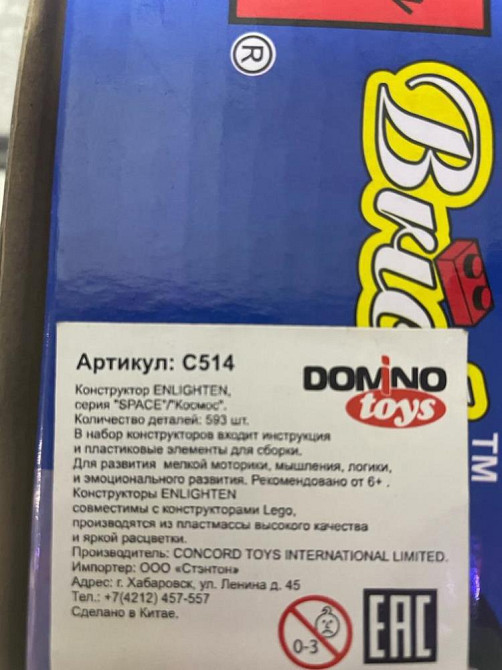 ®
Bric
TM
Артикул: C514
DOMINO
toys
Конструктор ENLIGHTEN,
серия "SPACE"/"Космос".
Количество деталей: 593 шт.
В набор конструкторов входит инструкция
и пластиковые элементы для сборки.
Для развития мелкой моторики, мышления, логики,
и эмоционального развития. Рекомендовано от 6+ .
Конструкторы ENLIGHTEN
совместимы с конструкторами Lego,
производятся из пластмассы высокого качества
и яркой расцветки.
Производитель: CONCORD TOYS INTERNATIONAL LIMITED.
Импортер: ООО «Стэнтон»
Адрес: г. Хабаровск, ул. Ленина д. 45
Тел.: +7(4212) 457-557
Сделано в Китае.
0-3
EAC